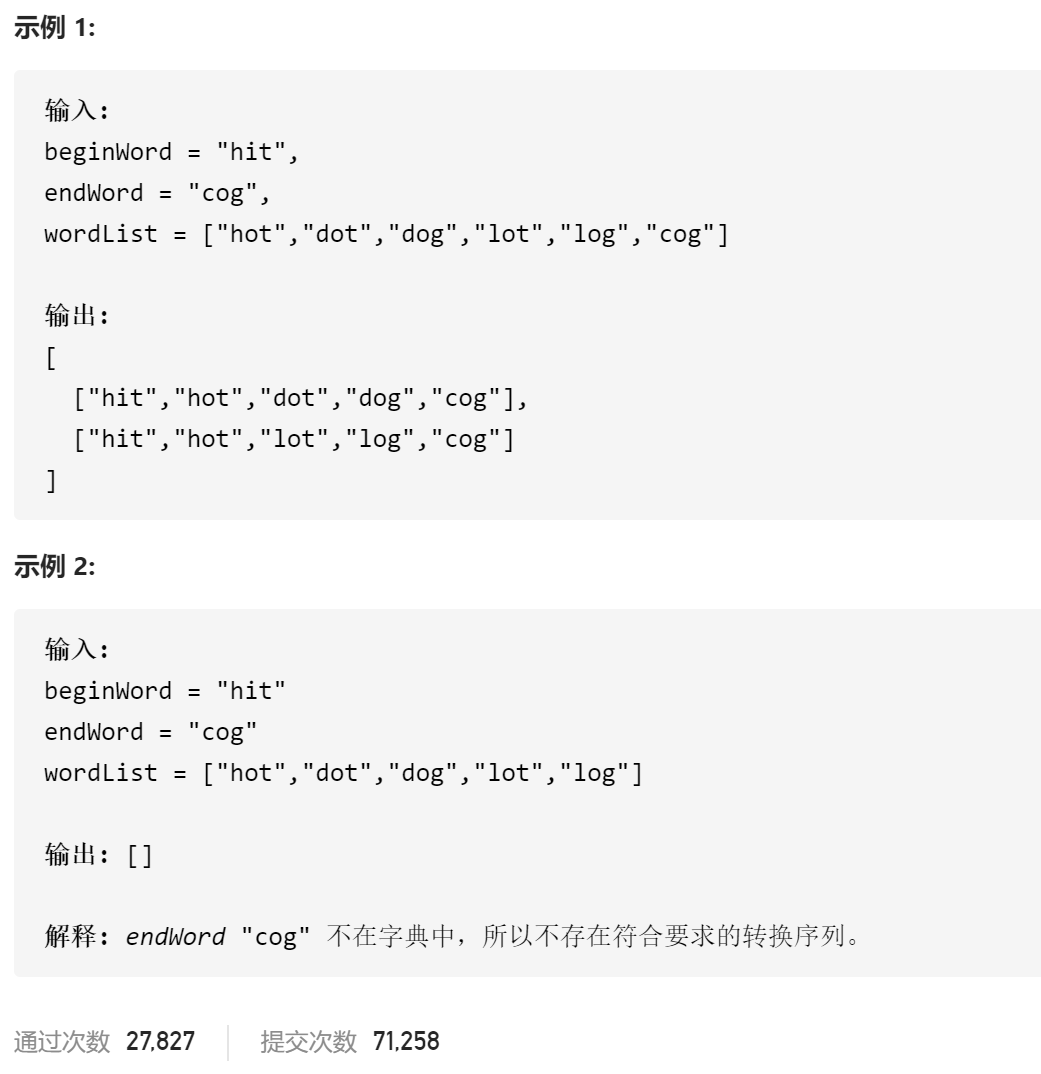 示例 1:
输入:
beginWord = "hit",
endWord = "cog",
wordList = ["hot","dot","dog","lot","log","cog"]
输出:
[
  ["hit","hot","dot","dog","cog"],
  ["hit","hot","lot","log","cog"]
]
示例 2:
输入:
beginWord = "hit"
endWord = "cog"
wordList = ["hot","dot","dog","lot","log"]
输出: []
解释: endWord "cog" 不在字典中，所以不存在符合要求的转换序列。
通过次数 27,827 提交次数 71,258